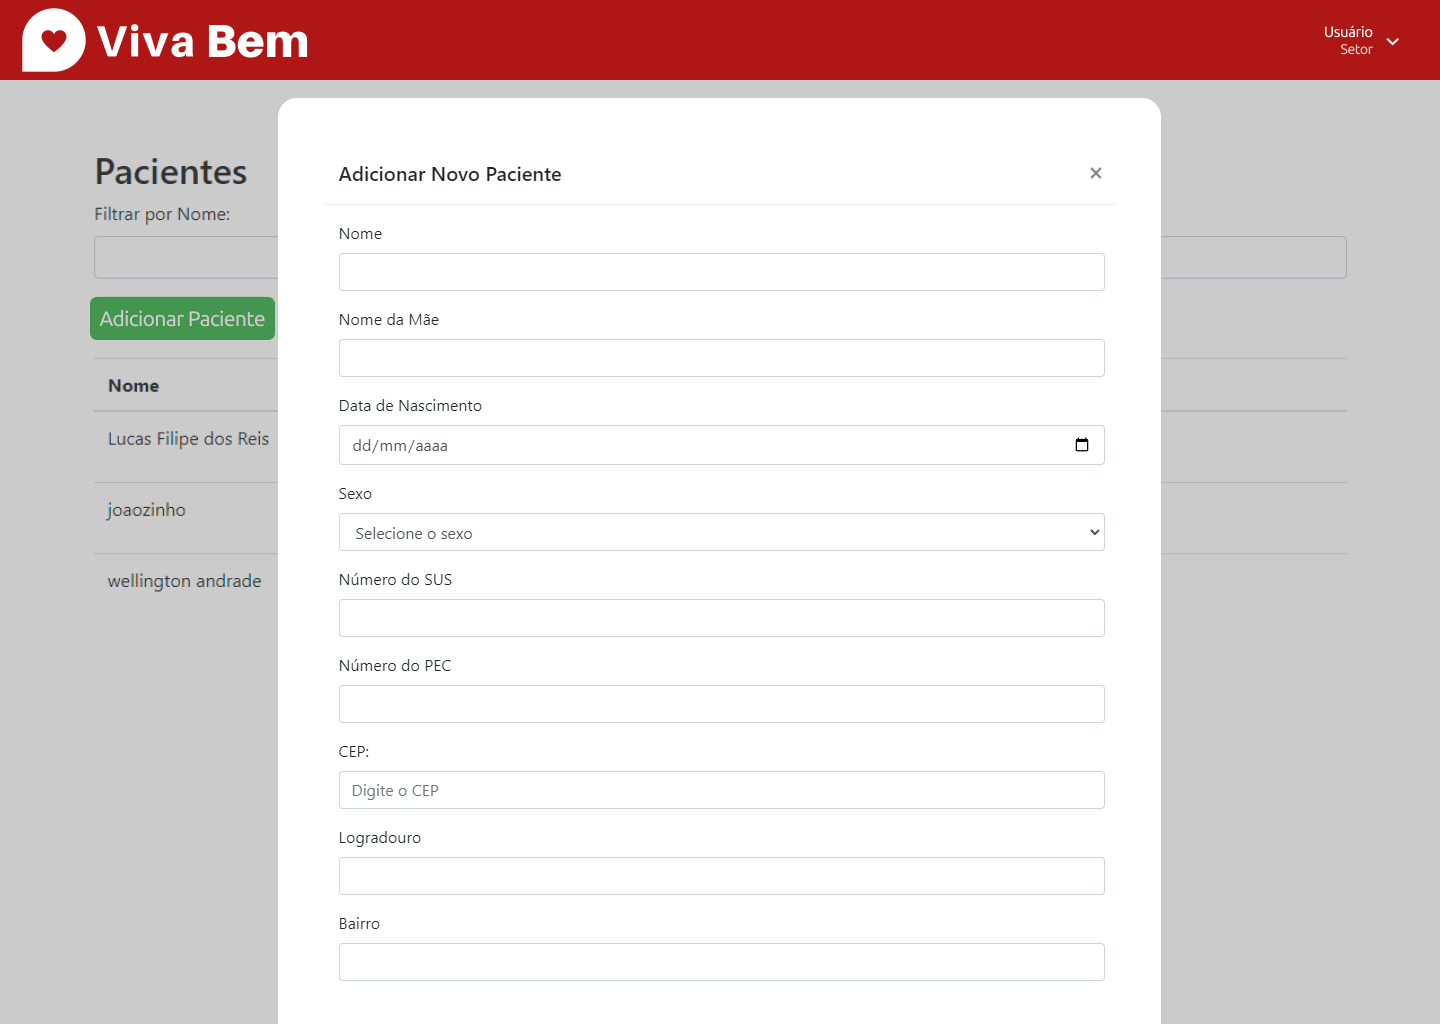 Viva Bem
Usuário
Setor
Pacientes
Filtrar por Nome:
Adicionar Paciente
Nome
Lucas Filipe dos Reis
joaozinho
wellington andrade
Adicionar Novo Paciente
×
Nome
Nome da Mãe
Data de Nascimento
dd/mm/aaaa
Sexo
Selecione o sexo
Número do SUS
Número do PEC
CEP:
Digite o CEP
Logradouro
Bairro